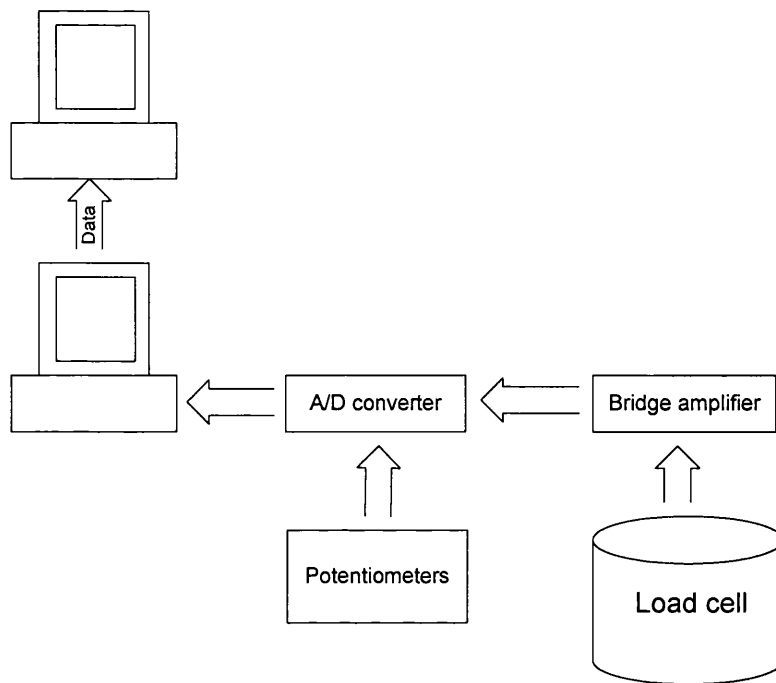 Data
A/D converter
Bridge amplifier
Potentiometers
Load cell